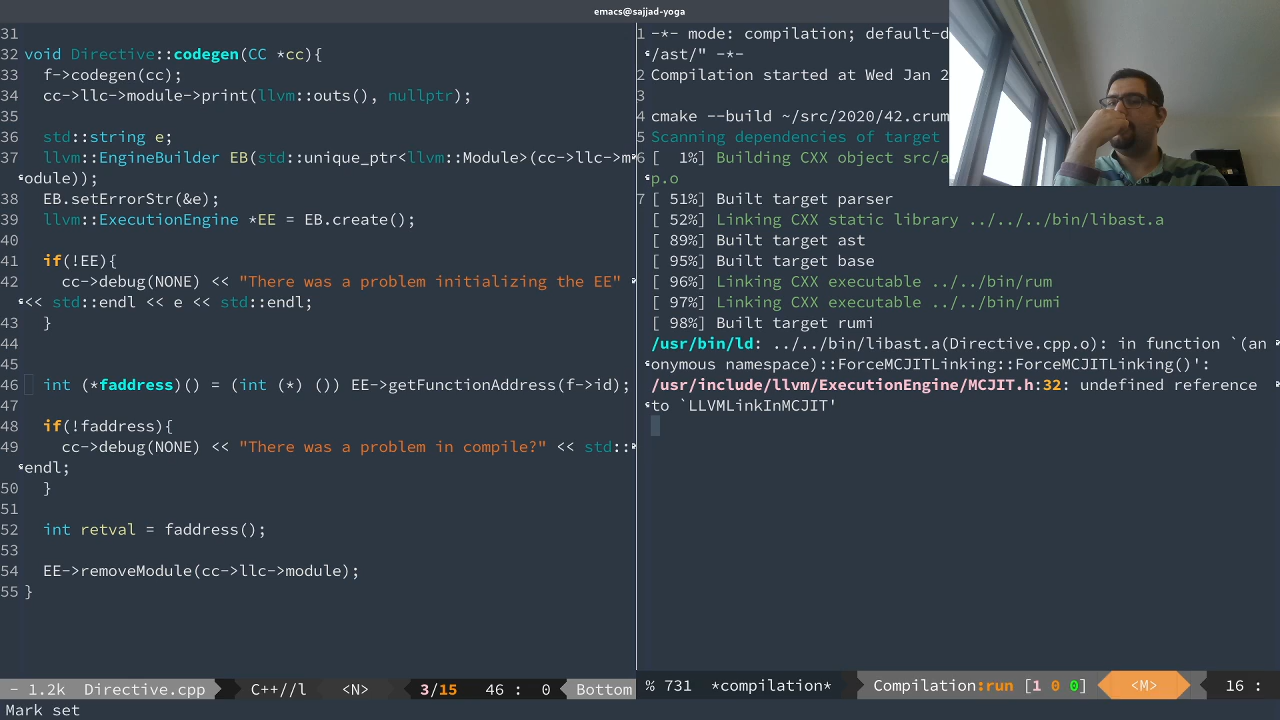 emacs@sajjad-yoga
31
32 void Directive::codegen(CC *cc){
33   f->codegen(cc);
34   cc->llc->module->print(llvm::outs(), nullptr);
35
36   std::string e;
37   llvm::EngineBuilder EB(std::unique_ptr<llvm::Module>(cc->llc->m
odule));
38   EB.setErrorStr(&e);
39   llvm::ExecutionEngine *EE = EB.create();
40
41   if(!EE){
42     cc->debug(NONE) << "There was a problem initializing the EE"
<< std::endl << e << std::endl;
43   }
44
45
46   int (*faddress)() = (int (*) ()) EE->getFunctionAddress(f->id);
47
48   if(!faddress){
49     cc->debug(NONE) << "There was a problem in compile?" << std::
endl;
50   }
51
52   int retval = faddress();
53
54   EE->removeModule(cc->llc->module);
55 }
- 1.2k Directive.cpp C++//l <N> 3/15 46 : 0 Bottom
Mark set
1 -*- mode: compilation; default-d
/ast/" -*-
2 Compilation started at Wed Jan 2
3
4 cmake --build ~/src/2020/42.crum
5 Scanning dependencies of target
6 [  1%] Building CXX object src/a
p.o
7 [ 51%] Built target parser
[ 52%] Linking CXX static library ../../../bin/libast.a
[ 89%] Built target ast
[ 95%] Built target base
[ 96%] Linking CXX executable ../../bin/rum
[ 97%] Linking CXX executable ../../bin/rumi
[ 98%] Built target rumi
/usr/bin/ld: ../../bin/libast.a(Directive.cpp.o): in function `(an
onymous namespace)::ForceMCJITLinking::ForceMCJITLinking()':
/usr/include/llvm/ExecutionEngine/MCJIT.h:32: undefined reference
to `LLVMLinkInMCJIT'
% 731 *compilation* Compilation:run [1 0 0] <M> 16 :